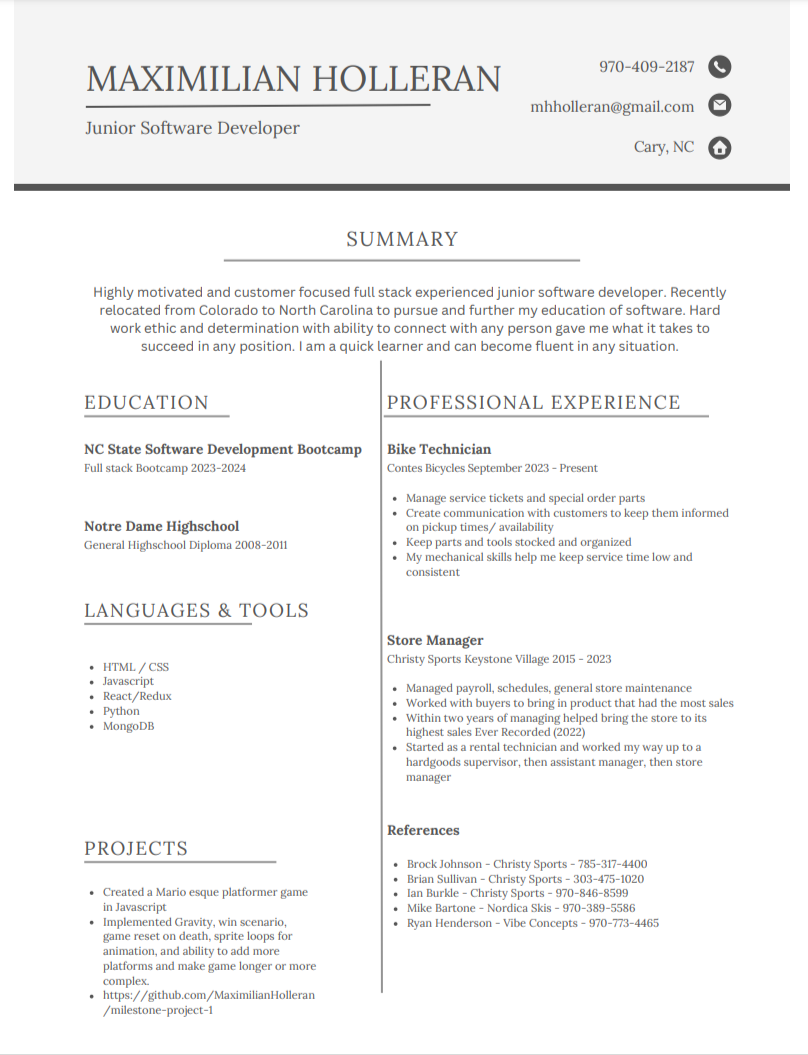 MAXIMILIAN HOLLERAN
Junior Software Developer
970-409-2187
mhholleran@gmail.com
Cary, NC
SUMMARY
Highly motivated and customer focused full stack experienced junior software developer. Recently
relocated from Colorado to North Carolina to pursue and further my education of software. Hard
work ethic and determination with ability to connect with any person gave me what it takes to
succeed in any position. I am a quick learner and can become fluent in any situation.
EDUCATION
NC State Software Development Bootcamp
Full stack Bootcamp 2023-2024
Notre Dame Highschool
General Highschool Diploma 2008-2011
LANGUAGES & TOOLS
• HTML / CSS
• Javascript
• React/Redux
• Python
• MongoDB
PROJECTS
• Created a Mario esque platformer game
in Javascript
• Implemented Gravity, win scenario,
game reset on death, sprite loops for
animation, and ability to add more
platforms and make game longer or more
complex.
• https://github.com/MaximilianHolleran
/milestone-project-1
PROFESSIONAL EXPERIENCE
Bike Technician
Contes Bicycles September 2023 - Present
• Manage service tickets and special order parts
• Create communication with customers to keep them informed
on pickup times/ availability
• Keep parts and tools stocked and organized
• My mechanical skills help me keep service time low and
consistent
Store Manager
Christy Sports Keystone Village 2015 - 2023
• Managed payroll, schedules, general store maintenance
• Worked with buyers to bring in product that had the most sales
• Within two years of managing helped bring the store to its
highest sales Ever Recorded (2022)
• Started as a rental technician and worked my way up to a
hardgoods supervisor, then assistant manager, then store
manager
References
• Brock Johnson - Christy Sports - 785-317-4400
• Brian Sullivan - Christy Sports - 303-475-1020
• Ian Burkle - Christy Sports - 970-846-8599
• Mike Bartone - Nordica Skis - 970-389-5586
• Ryan Henderson - Vibe Concepts - 970-773-4465